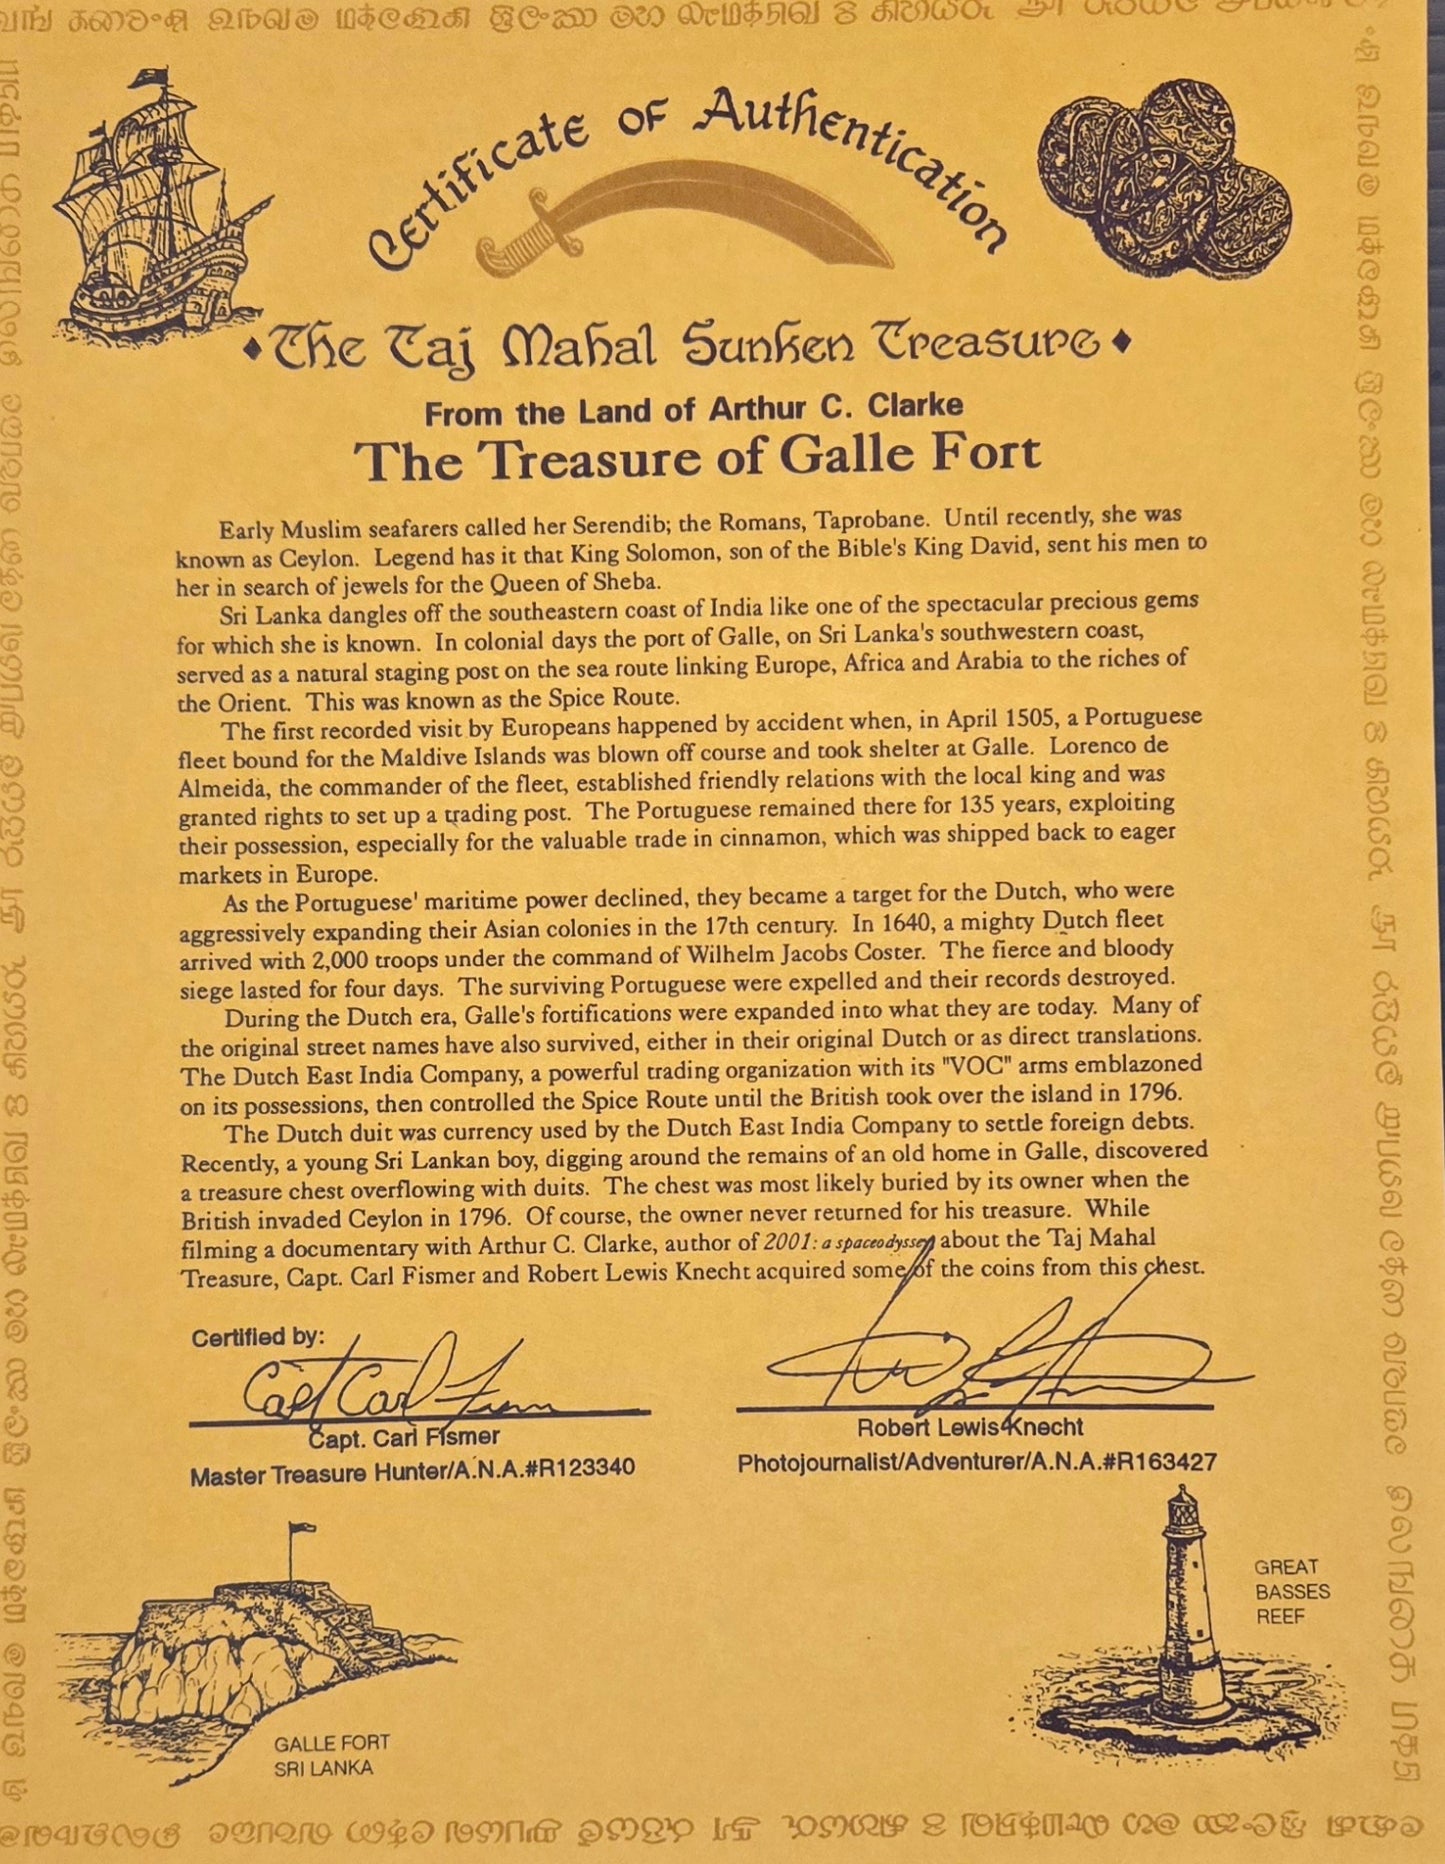 Certificate of Authentication
The Taj Mahal Sunken Treasure
From the Land of Arthur C. Clarke
The Treasure of Galle Fort
Early Muslim seafarers called her Serendib; the Romans, Taprobane. Until recently, she was
known as Ceylon. Legend has it that King Solomon, son of the Bible's King David, sent his men to
her in search of jewels for the Queen of Sheba.
Sri Lanka dangles off the southeastern coast of India like one of the spectacular precious gems
for which she is known. In colonial days the port of Galle, on Sri Lanka's southwestern coast,
served as a natural staging post on the sea route linking Europe, Africa and Arabia to the riches of
the Orient. This was known as the Spice Route.
The first recorded visit by Europeans happened by accident when, in April 1505, a Portuguese
fleet bound for the Maldive Islands was blown off course and took shelter at Galle. Lorenco de
Almeida, the commander of the fleet, established friendly relations with the local king and was
granted rights to set up a trading post. The Portuguese remained there for 135 years, exploiting
their possession, especially for the valuable trade in cinnamon, which was shipped back to eager
markets in Europe.
As the Portuguese' maritime power declined, they became a target for the Dutch, who were
aggressively expanding their Asian colonies in the 17th century. In 1640, a mighty Dutch fleet
arrived with 2,000 troops under the command of Wilhelm Jacobs Coster. The fierce and bloody
siege lasted for four days. The surviving Portuguese were expelled and their records destroyed.
During the Dutch era, Galle's fortifications were expanded into what they are today. Many of
the original street names have also survived, either in their original Dutch or as direct translations.
The Dutch East India Company, a powerful trading organization with its "VOC" arms emblazoned
on its possessions, then controlled the Spice Route until the British took over the island in 1796.
The Dutch duit was currency used by the Dutch East India Company to settle foreign debts.
Recently, a young Sri Lankan boy, digging around the remains of an old home in Galle, discovered
a treasure chest overflowing with duits. The chest was most likely buried by its owner when the
British invaded Ceylon in 1796. Of course, the owner never returned for his treasure. While
filming a documentary with Arthur C. Clarke, author of 2001: a spaceodyssey about the Taj Mahal
Treasure, Capt. Carl Fismer and Robert Lewis Knecht acquired some of the coins from this chest.
Certified by:
Capt Carl Fismer
Capt. Carl Fismer
Master Treasure Hunter/A.N.A.#R123340
Robert Lewis Knecht
Photojournalist/Adventurer/A.N.A.#R163427
GREAT
BASSES
REEF
GALLE FORT
SRI LANKA